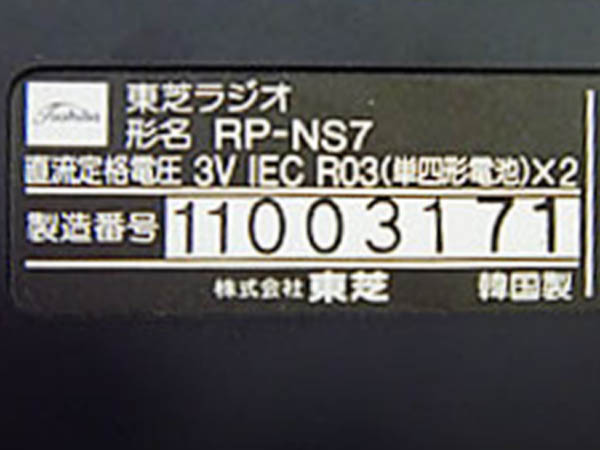 Toshiba
東芝ラジオ
形名 RP-NS7
直流定格電圧 3V IEC R03(単四形電池)×2
製造番号 11003171
株式会社 東芝 韓国製